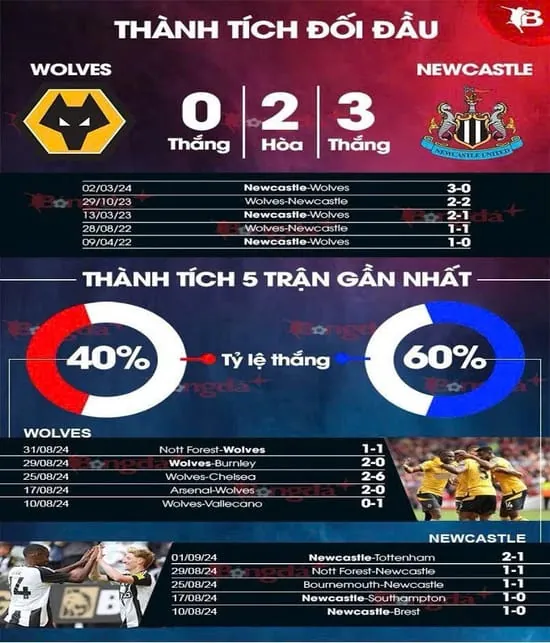 B
THÀNH TÍCH ĐỐI ĐẦU
WOLVES
NEWCASTLE
0 2 3
Thắng Hòa Thắng
NEWCASTLE UNITED
02/03/24 Newcastle-Wolves 3-0
29/10/23 Wolves-Newcastle 2-2
13/03/23 Newcastle-Wolves 2-1
28/08/22 Wolves-Newcastle 1-1
09/04/22 Newcastle-Wolves 1-0
Bongda+
THÀNH TÍCH 5 TRẬN GẦN NHẤT
40% Tỷ lệ thắng 60%
WOLVES
31/08/24 Nott Forest-Wolves 1-1
29/08/24 Wolves-Burnley 2-0
25/08/24 Wolves-Chelsea 2-6
17/08/24 Arsenal-Wolves 2-0
10/08/24 Wolves-Vallecano 0-1
NEWCASTLE
01/09/24 Newcastle-Tottenham 2-1
29/08/24 Nott Forest-Newcastle 1-1
25/08/24 Bournemouth-Newcastle 1-1
17/08/24 Newcastle-Southampton 1-0
10/08/24 Newcastle-Brest 1-0